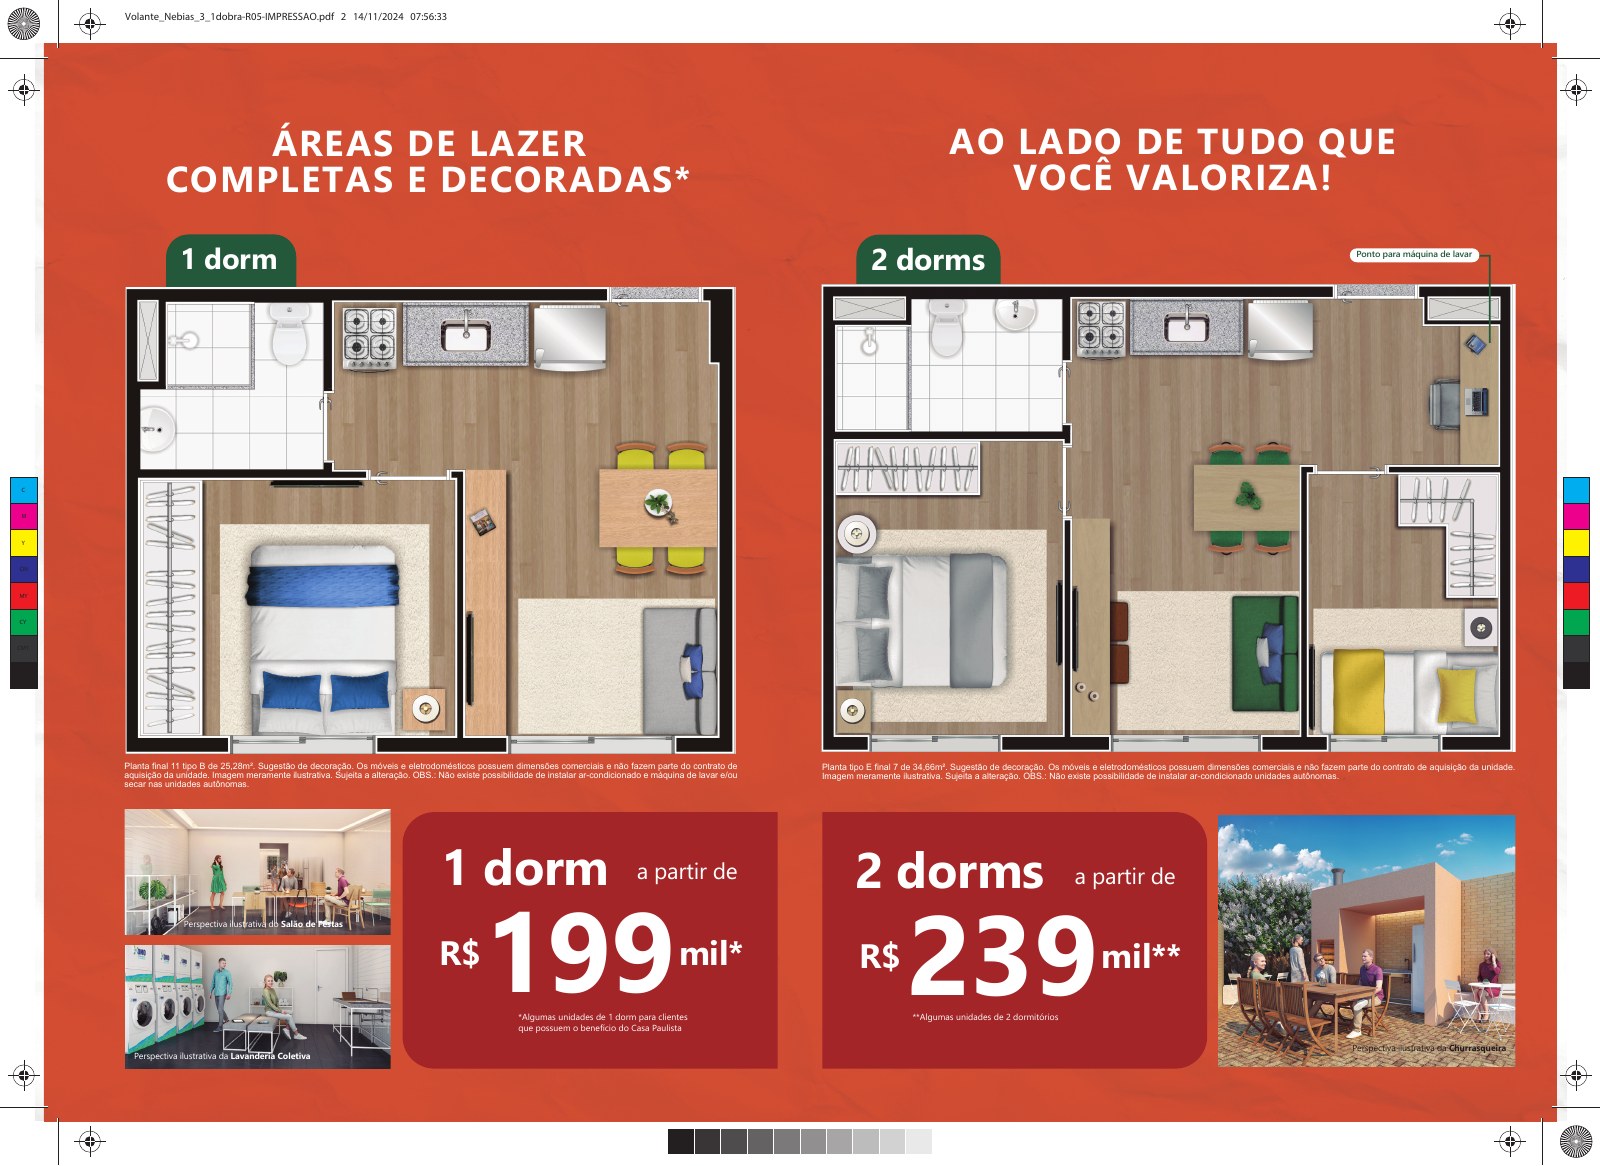 Volante_Nebias_3_1dobra-R05-IMPRESSAO.pdf 2 14/11/2024 07:56:33
ÁREAS DE LAZER
COMPLETAS E DECORADAS*
1 dorm
Planta final 11 tipo B de 25,28m². Sugestão de decoração. Os móveis e eletrodomésticos possuem dimensões comerciais e não fazem parte do contrato de
aquisição da unidade. Imagem meramente ilustrativa. Sujeita a alteração. OBS.: Não existe possibilidade de instalar ar-condicionado e máquina de lavar e/ou
secar nas unidades autônomas.
Perspectiva ilustrativa do Salão de Festas
Perspectiva ilustrativa da Lavanderia Coletiva
1 dorm a partir de
R$ 199 mil*
*Algumas unidades de 1 dorm para clientes
que possuem o benefício do Casa Paulista
AO LADO DE TUDO QUE
VOCÊ VALORIZA!
2 dorms
Ponto para máquina de lavar
Planta tipo E final 7 de 34,66m². Sugestão de decoração. Os móveis e eletrodomésticos possuem dimensões comerciais e não fazem parte do contrato de aquisição da unidade.
Imagem meramente ilustrativa. Sujeita a alteração. OBS.: Não existe possibilidade de instalar ar-condicionado unidades autônomas.
2 dorms a partir de
R$ 239 mil**
**Algumas unidades de 2 dormitórios
Perspectiva ilustrativa da Churrasqueira
C
M
Y
CM
MY
CY
CMY